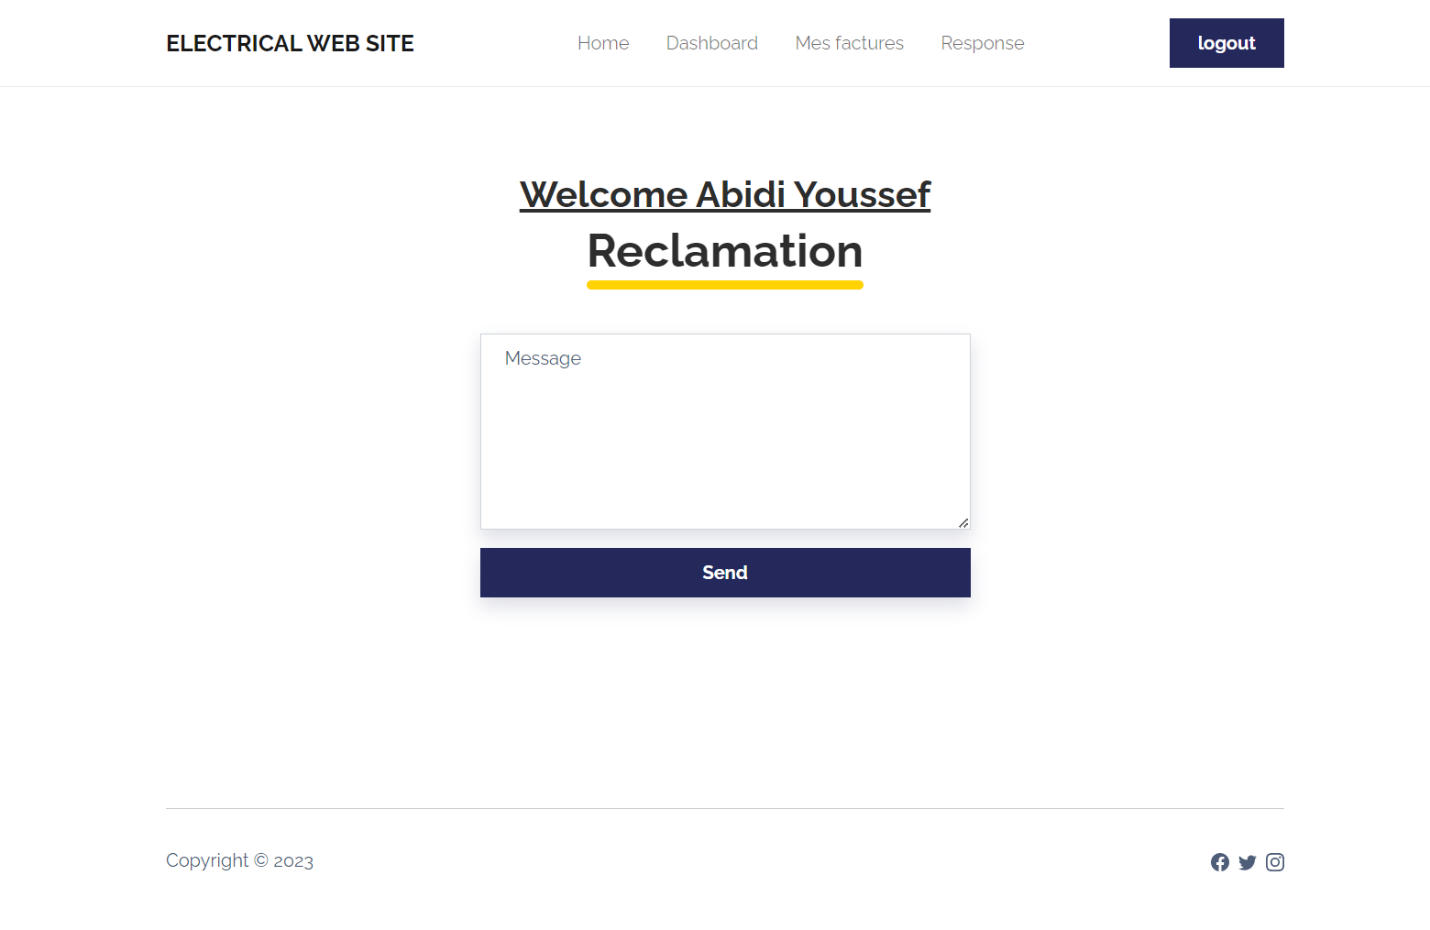 ELECTRICAL WEB SITE
Home Dashboard Mes factures Response
logout
Welcome Abidi Youssef
Reclamation
Message
Send
Copyright © 2023